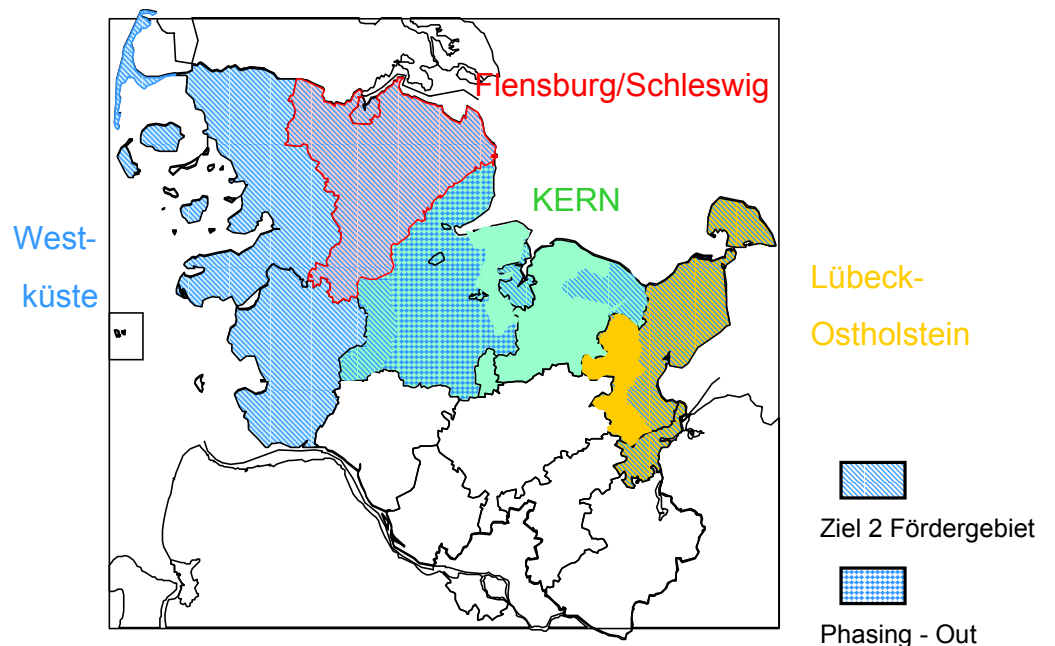 Flensburg/Schleswig
KERN
West-
küste
Lübeck-
Ostholstein
Ziel 2 Fördergebiet
Phasing - Out